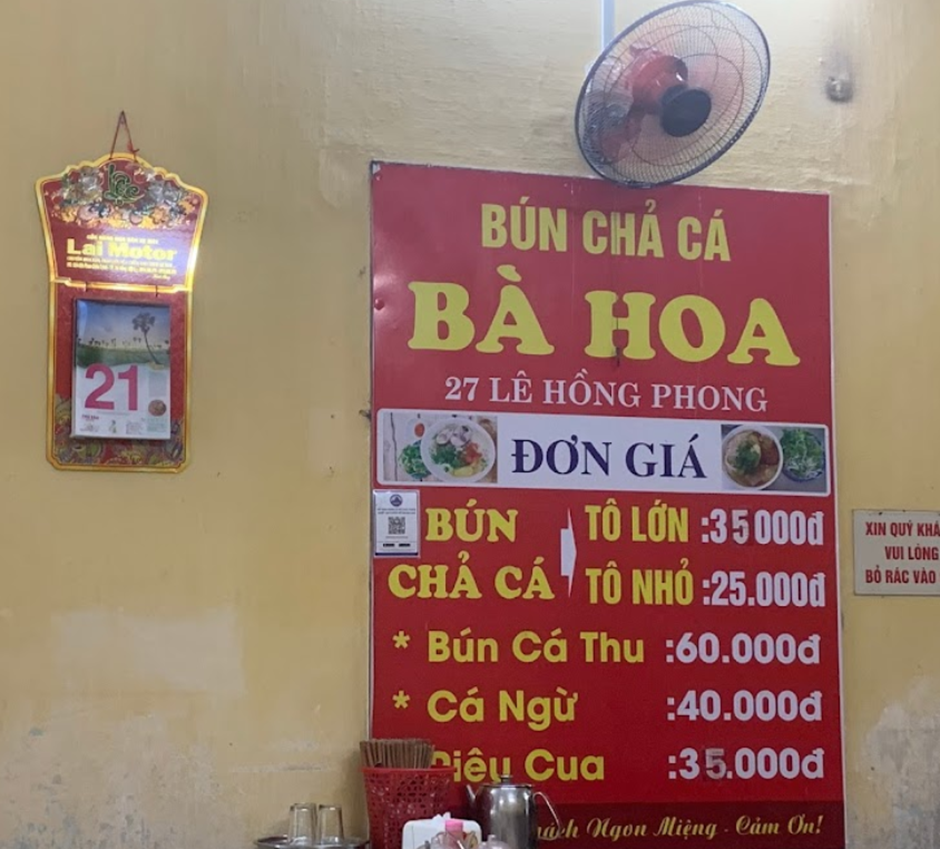 Lộc
Lai Motor
21
BÚN CHẢ CÁ
BÀ HOA
27 LÊ HỒNG PHONG
ĐƠN GIÁ
BÚN CHẢ CÁ
TÔ LỚN :35000đ
TÔ NHỎ :25.000đ
* Bún Cá Thu :60.000đ
* Cá Ngừ :40.000đ
Riêu Cua :35.000đ
Khách Ngon Miệng - Cảm Ơn!
XIN QUÝ KHÁ
VUI LÒNG
BỎ RÁC VÀO